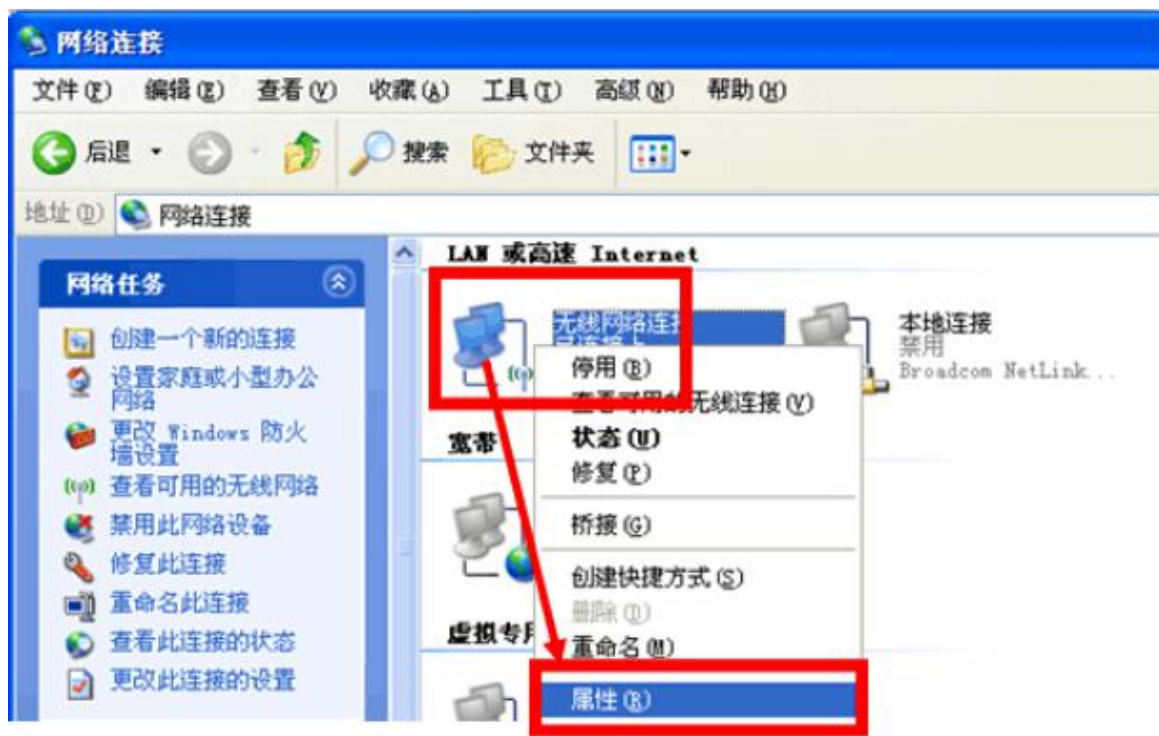 网络连接
文件(F) 编辑(E) 查看(V) 收藏(A) 工具(T) 高级(N) 帮助(H)
后退 搜索 文件夹
地址(D) 网络连接
网络任务
创建一个新的连接
设置家庭或小型办公
网络
更改 Windows 防火
墙设置
查看可用的无线网络
禁用此网络设备
修复此连接
重命名此连接
查看此连接的状态
更改此连接的设置
LAN 或高速 Internet
无线网络连接
本地连接
禁用
Broadcom NetLink...
停用(B)
查看可用的无线连接(V)
状态(U)
修复(P)
桥接(G)
创建快捷方式(S)
删除(D)
重命名(M)
属性(R)
宽带
虚拟专用